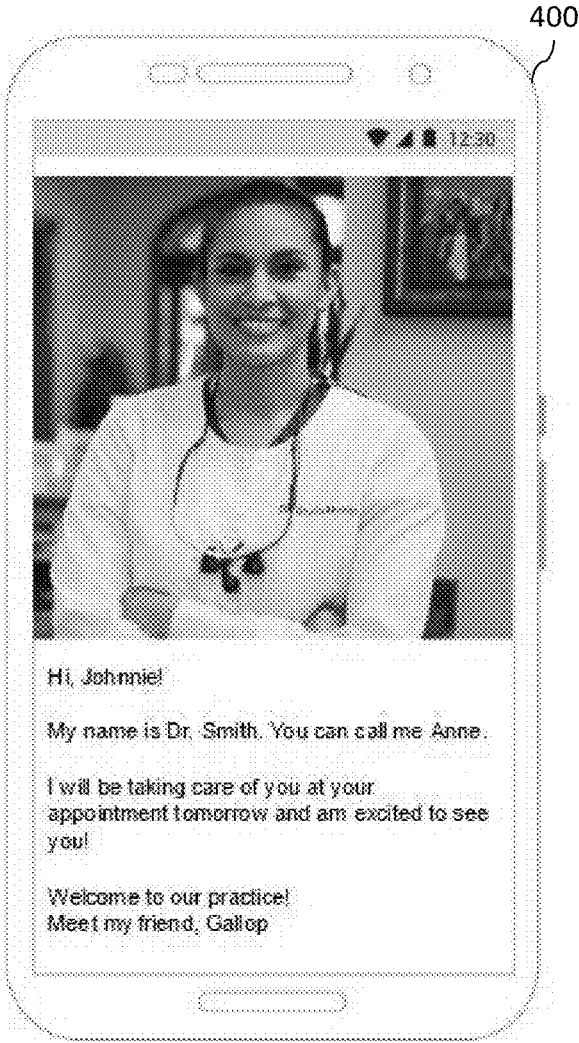 400
12:30
Hi, Johnnie!
My name is Dr. Smith. You can call me Anne.
I will be taking care of you at your
appointment tomorrow and am excited to see
you!
Welcome to our practice!
Meet my friend, Gallop